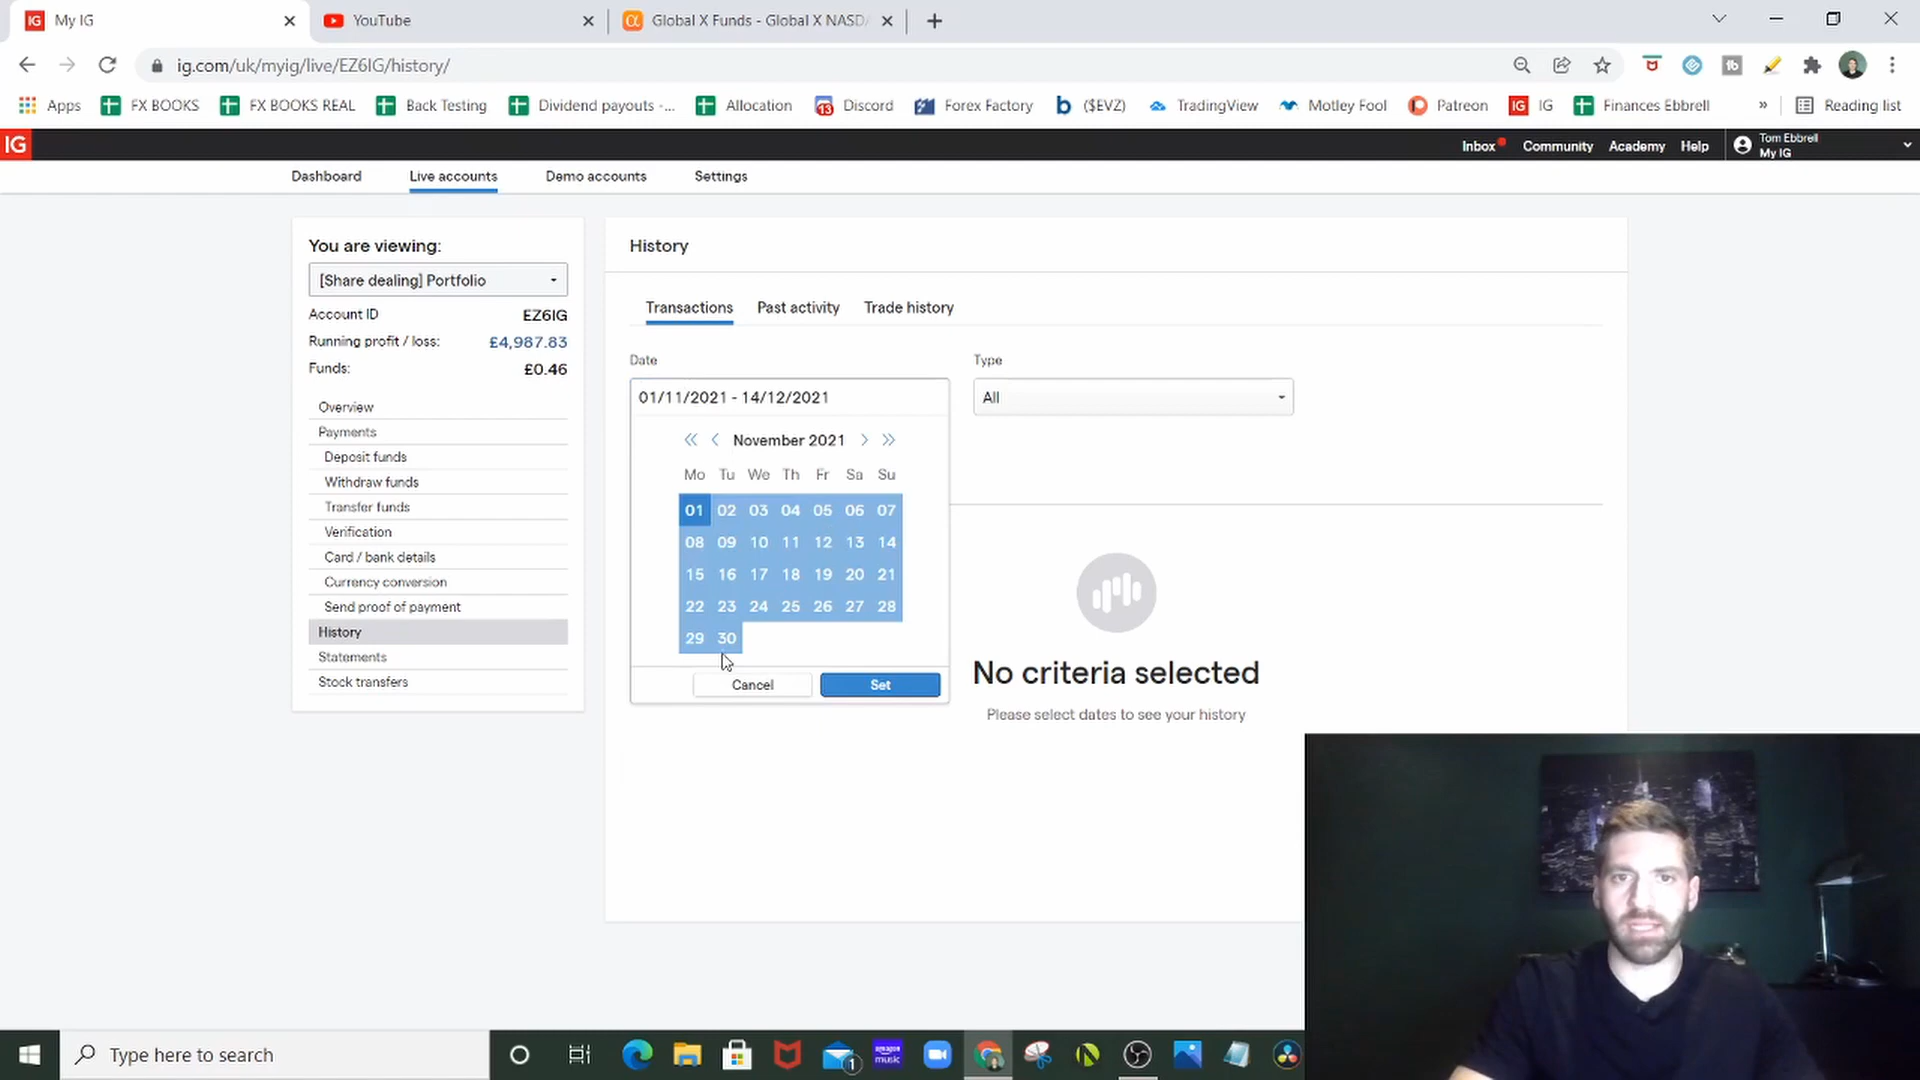 IG My IG
YouTube
Global X Funds - Global X NASD
ig.com/uk/myig/live/EZ6IG/history/
Apps
FX BOOKS
FX BOOKS REAL
Back Testing
Dividend payouts -...
Allocation
13 Discord
Forex Factory
b ($EVZ)
TradingView
Motley Fool
Patreon
IG IG
Finances Ebbrell
»
Reading list
IG
Inbox
Community
Academy
Help
Tom Ebbrell
My IG
Dashboard
Live accounts
Demo accounts
Settings
You are viewing:
[Share dealing] Portfolio
Account ID EZ6IG
Running profit / loss: £4,987.83
Funds: £0.46
Overview
Payments
Deposit funds
Withdraw funds
Transfer funds
Verification
Card / bank details
Currency conversion
Send proof of payment
History
Statements
Stock transfers
History
Transactions
Past activity
Trade history
Date
01/11/2021 - 14/12/2021
Type
All
November 2021
Mo Tu We Th Fr Sa Su
01 02 03 04 05 06 07
08 09 10 11 12 13 14
15 16 17 18 19 20 21
22 23 24 25 26 27 28
29 30
Cancel
Set
No criteria selected
Please select dates to see your history
Type here to search
1
amazon music